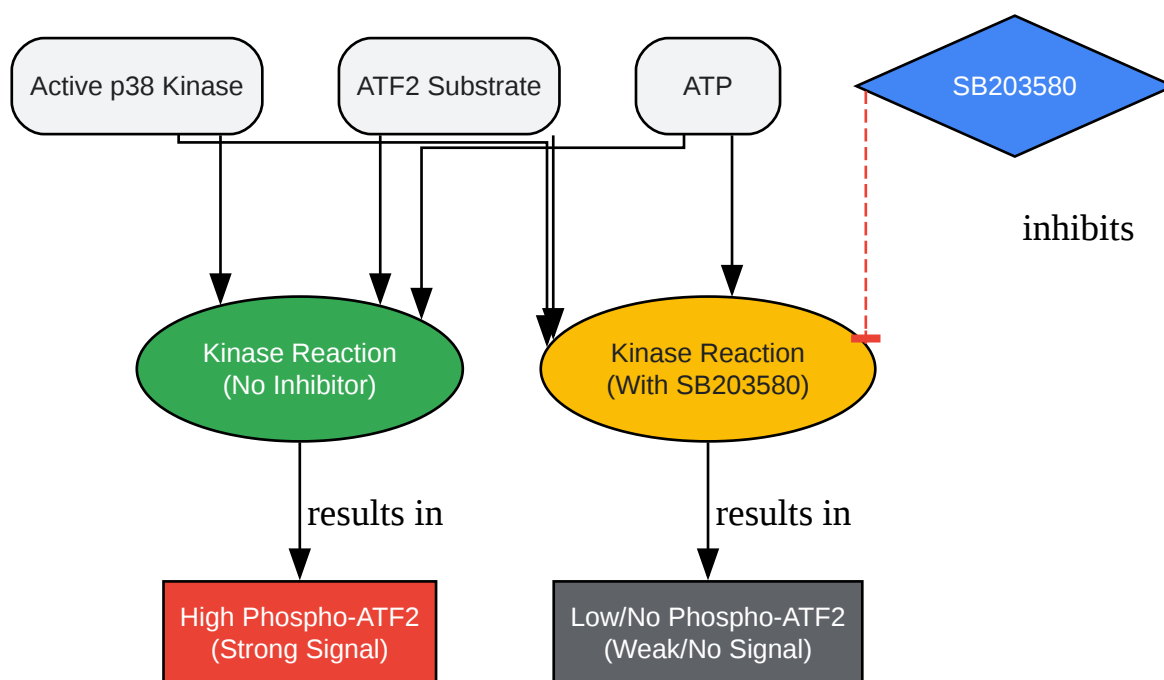 Active p38 Kinase
ATF2 Substrate
ATP
SB203580
inhibits
Kinase Reaction
(No Inhibitor)
Kinase Reaction
(With SB203580)
results in
results in
High Phospho-ATF2
(Strong Signal)
Low/No Phospho-ATF2
(Weak/No Signal)